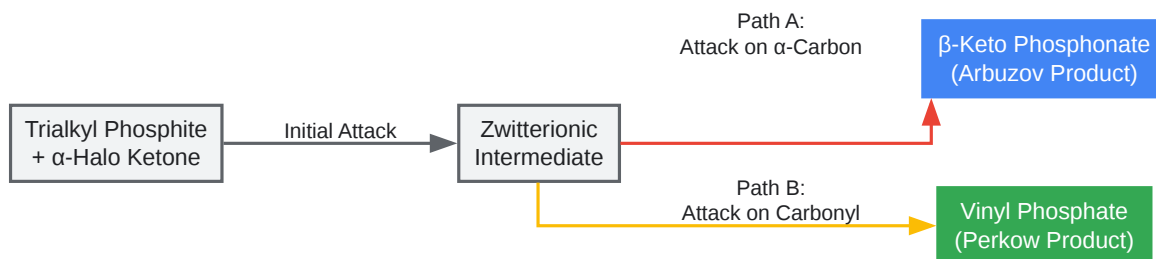 Trialkyl Phosphite
+ α-Halo Ketone
Initial Attack
Zwitterionic
Intermediate
Path A:
Attack on α-Carbon
β-Keto Phosphonate
(Arbuzov Product)
Path B:
Attack on Carbonyl
Vinyl Phosphate
(Perkow Product)